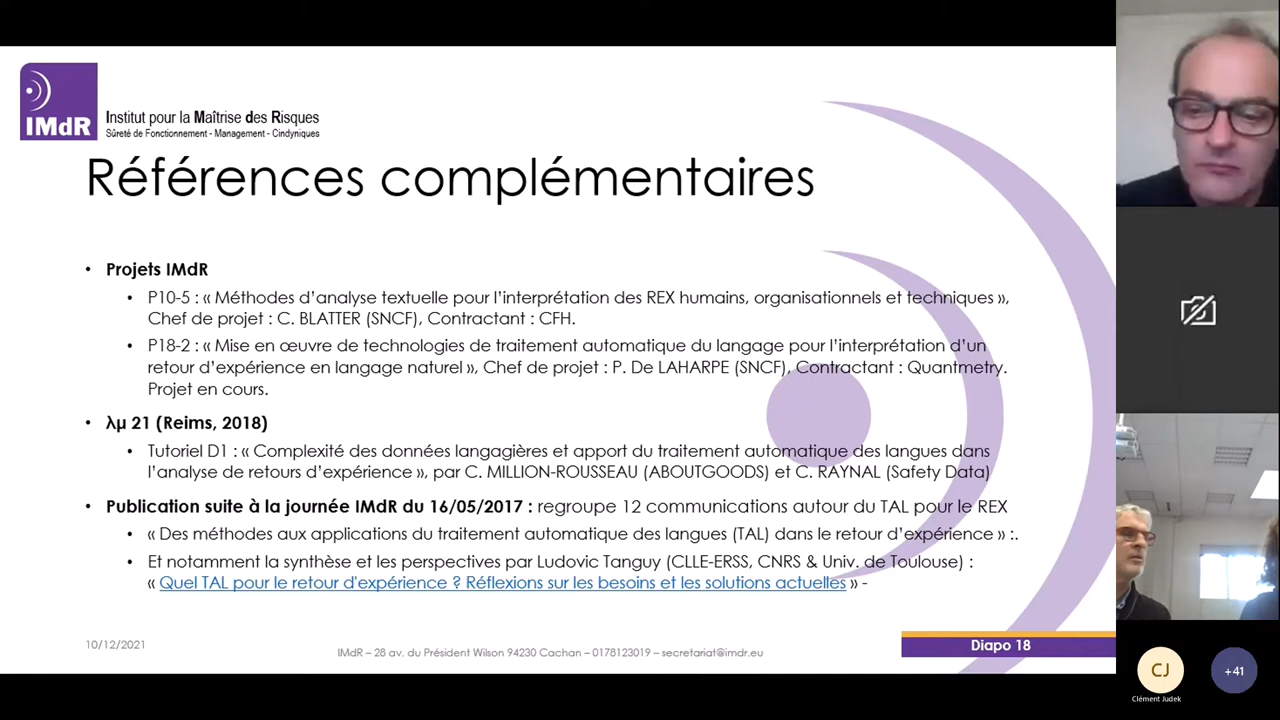 IMdR
Institut pour la Maîtrise des Risques
Sûreté de Fonctionnement - Management - Cindyniques
Références complémentaires
• Projets IMdR
• P10-5 : « Méthodes d'analyse textuelle pour l'interprétation des REX humains, organisationnels et techniques »,
Chef de projet : C. BLATTER (SNCF), Contractant : CFH.
• P18-2 : « Mise en œuvre de technologies de traitement automatique du langage pour l'interprétation d'un
retour d'expérience en langage naturel », Chef de projet : P. De LAHARPE (SNCF), Contractant : Quantmetry.
Projet en cours.
• λμ 21 (Reims, 2018)
• Tutoriel D1 : « Complexité des données langagières et apport du traitement automatique des langues dans
l'analyse de retours d'expérience », par C. MILLION-ROUSSEAU (ABOUTGOODS) et C. RAYNAL (Safety Data)
• Publication suite à la journée IMdR du 16/05/2017 : regroupe 12 communications autour du TAL pour le REX
• « Des méthodes aux applications du traitement automatique des langues (TAL) dans le retour d'expérience » :.
• Et notamment la synthèse et les perspectives par Ludovic Tanguy (CLLE-ERSS, CNRS & Univ. de Toulouse) :
« Quel TAL pour le retour d'expérience ? Réflexions sur les besoins et les solutions actuelles » -
10/12/2021
IMdR – 28 av. du Président Wilson 94230 Cachan – 0178123019 – secretariat@imdr.eu
Diapo 18
CJ
+41
Clément Judek